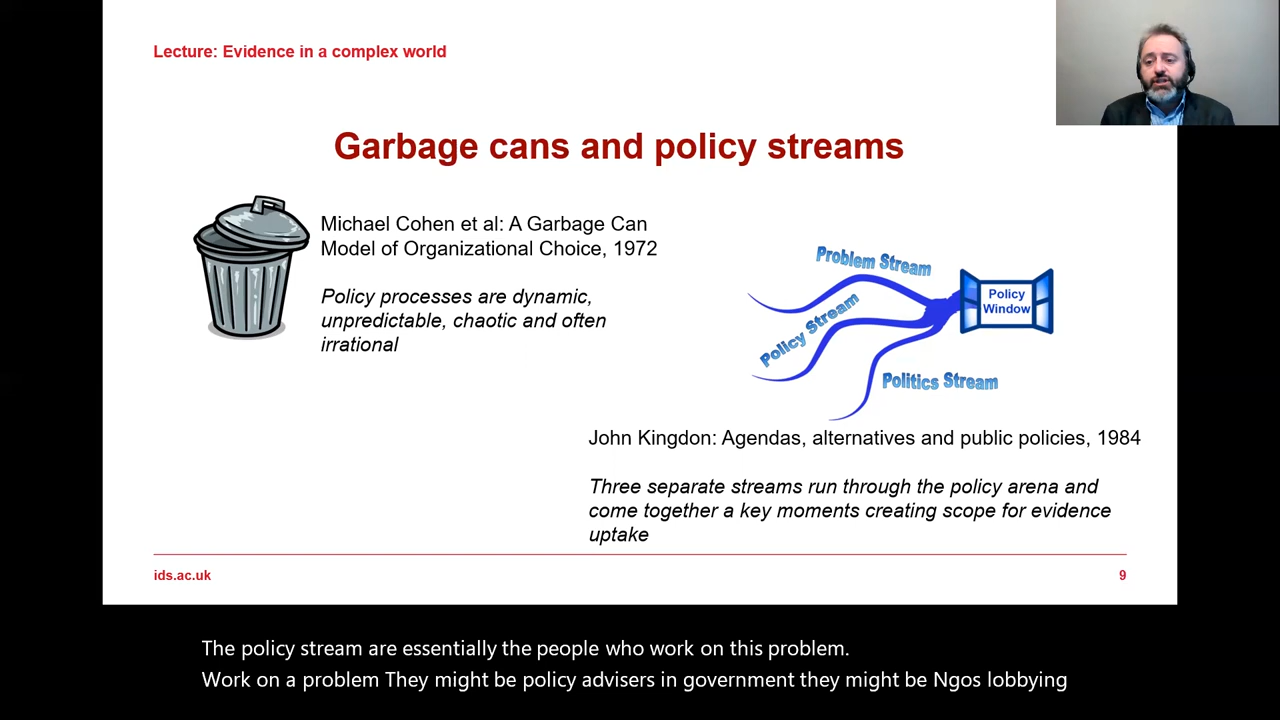 Lecture: Evidence in a complex world
Garbage cans and policy streams
Michael Cohen et al: A Garbage Can
Model of Organizational Choice, 1972
Policy processes are dynamic,
unpredictable, chaotic and often
irrational
Problem Stream
Policy Stream
Politics Stream
Policy
Window
John Kingdon: Agendas, alternatives and public policies, 1984
Three separate streams run through the policy arena and
come together a key moments creating scope for evidence
uptake
ids.ac.uk
9
The policy stream are essentially the people who work on this problem.
Work on a problem They might be policy advisers in government they might be Ngos lobbying